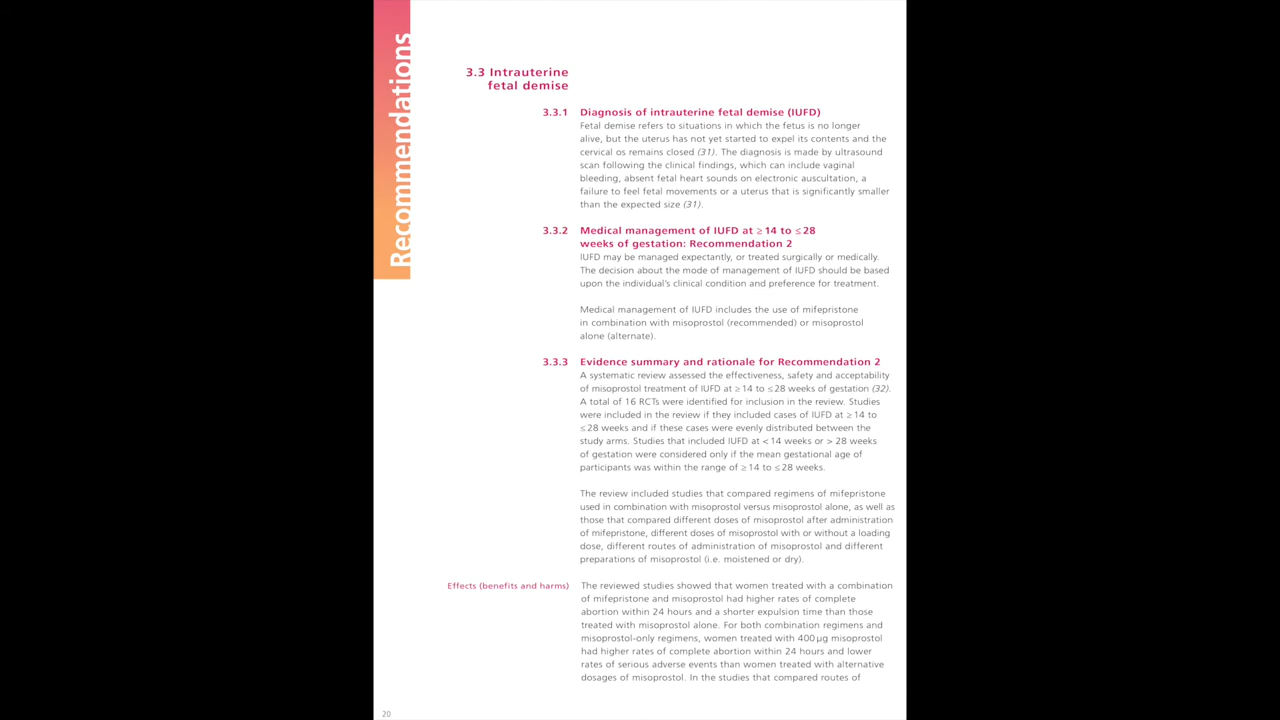 Recommendations
3.3 Intrauterine
fetal demise
3.3.1 Diagnosis of intrauterine fetal demise (IUFD)
Fetal demise refers to situations in which the fetus is no longer
alive, but the uterus has not yet started to expel its contents and the
cervical os remains closed (31). The diagnosis is made by ultrasound
scan following the clinical findings, which can include vaginal
bleeding, absent fetal heart sounds on electronic auscultation, a
failure to feel fetal movements or a uterus that is significantly smaller
than the expected size (31).
3.3.2 Medical management of IUFD at ≥ 14 to ≤ 28
weeks of gestation: Recommendation 2
IUFD may be managed expectantly, or treated surgically or medically.
The decision about the mode of management of IUFD should be based
upon the individual's clinical condition and preference for treatment.
Medical management of IUFD includes the use of mifepristone
in combination with misoprostol (recommended) or misoprostol
alone (alternate).
3.3.3 Evidence summary and rationale for Recommendation 2
A systematic review assessed the effectiveness, safety and acceptability
of misoprostol treatment of IUFD at ≥ 14 to ≤ 28 weeks of gestation (32).
A total of 16 RCTs were identified for inclusion in the review. Studies
were included in the review if they included cases of IUFD at ≥ 14 to
≤ 28 weeks and if these cases were evenly distributed between the
study arms. Studies that included IUFD at < 14 weeks or > 28 weeks
of gestation were considered only if the mean gestational age of
participants was within the range of ≥ 14 to ≤ 28 weeks.
The review included studies that compared regimens of mifepristone
used in combination with misoprostol versus misoprostol alone, as well as
those that compared different doses of misoprostol after administration
of mifepristone, different doses of misoprostol with or without a loading
dose, different routes of administration of misoprostol and different
preparations of misoprostol (i.e. moistened or dry).
Effects (benefits and harms) The reviewed studies showed that women treated with a combination
of mifepristone and misoprostol had higher rates of complete
abortion within 24 hours and a shorter expulsion time than those
treated with misoprostol alone. For both combination regimens and
misoprostol-only regimens, women treated with 400 µg misoprostol
had higher rates of complete abortion within 24 hours and lower
rates of serious adverse events than women treated with alternative
dosages of misoprostol. In the studies that compared routes of
20